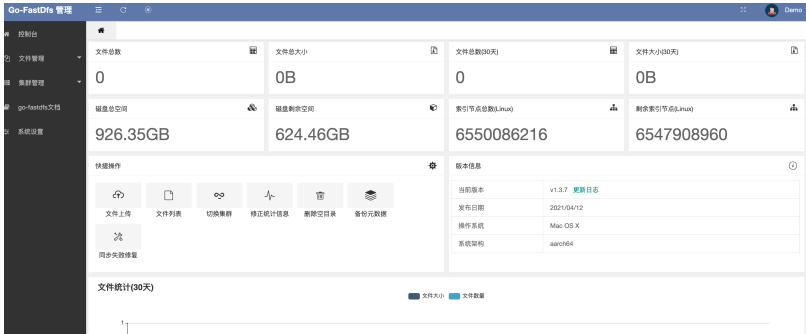 Go-FastDfs 管理
Demo
控制台
文件管理
集群管理
go-fastdfs文档
系统设置
文件总数
0
文件总大小
0B
文件总数(30天)
0
文件大小(30天)
0B
磁盘总空间
926.35GB
磁盘剩余空间
624.46GB
索引节点总数(Linux)
6550086216
剩余索引节点(Linux)
6547908960
快捷操作
文件上传
文件列表
切换集群
修正统计信息
删除空目录
备份元数据
同步失败修复
版本信息
当前版本 v1.3.7 更新日志
发布日期 2021/04/12
操作系统 Mac OS X
系统架构 aarch64
文件统计(30天)
文件大小 文件数量
1